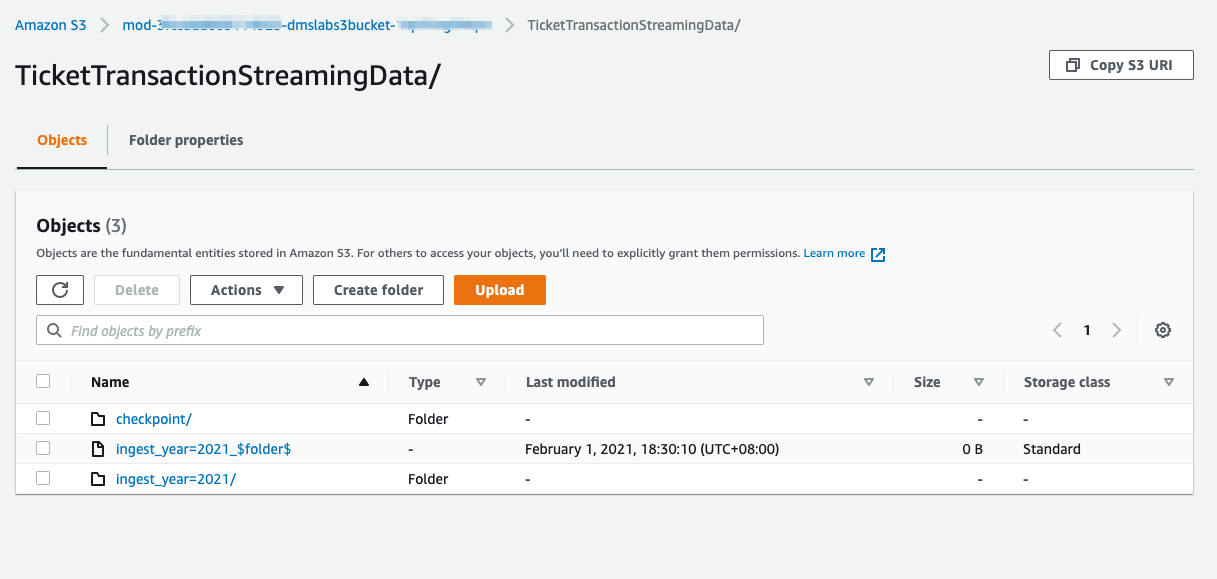 Amazon S3 mod-3 -dmslabs3bucket- TicketTransactionStreamingData/
TicketTransactionStreamingData/
Copy S3 URI
Objects Folder properties
Objects (3)
Objects are the fundamental entities stored in Amazon S3. For others to access your objects, you'll need to explicitly grant them permissions. Learn more
Delete Actions Create folder Upload
Find objects by prefix 1
Name Type Last modified Size Storage class
checkpoint/ Folder - - -
ingest_year=2021_$folder$ - February 1, 2021, 18:30:10 (UTC+08:00) 0 B Standard
ingest_year=2021/ Folder - - -